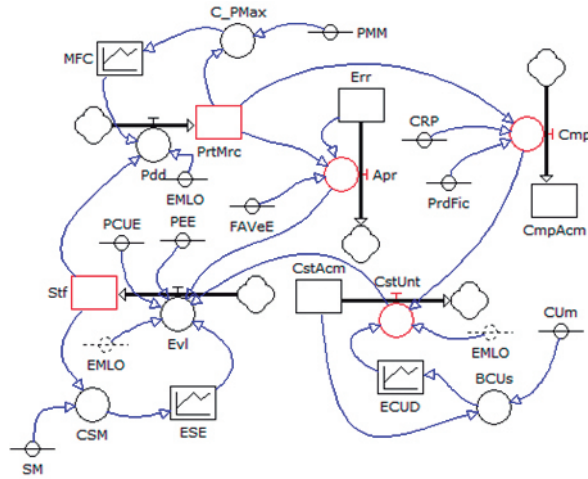 C_PMax
PMM
MFC
Err
PrtMrc
CRP
Cmp
Pdd
EMLO
Apr
PrdFic
FAVeE
CmpAcm
PCUE
PEE
Stf
CstAcm
CstUnt
CUm
Evl
EMLO
EMLO
ECUD
BCUs
CSM
ESE
SM